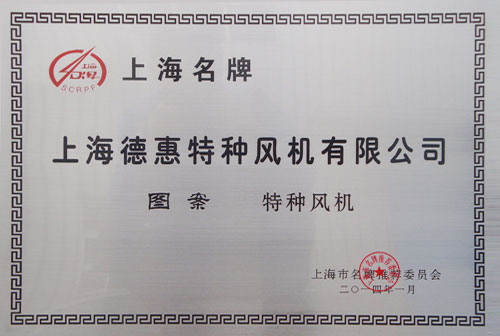 上海名牌
SCRPF
上海德惠特种风机有限公司
图案 特种风机
上海市名牌推荐委员会
二〇一四年一月